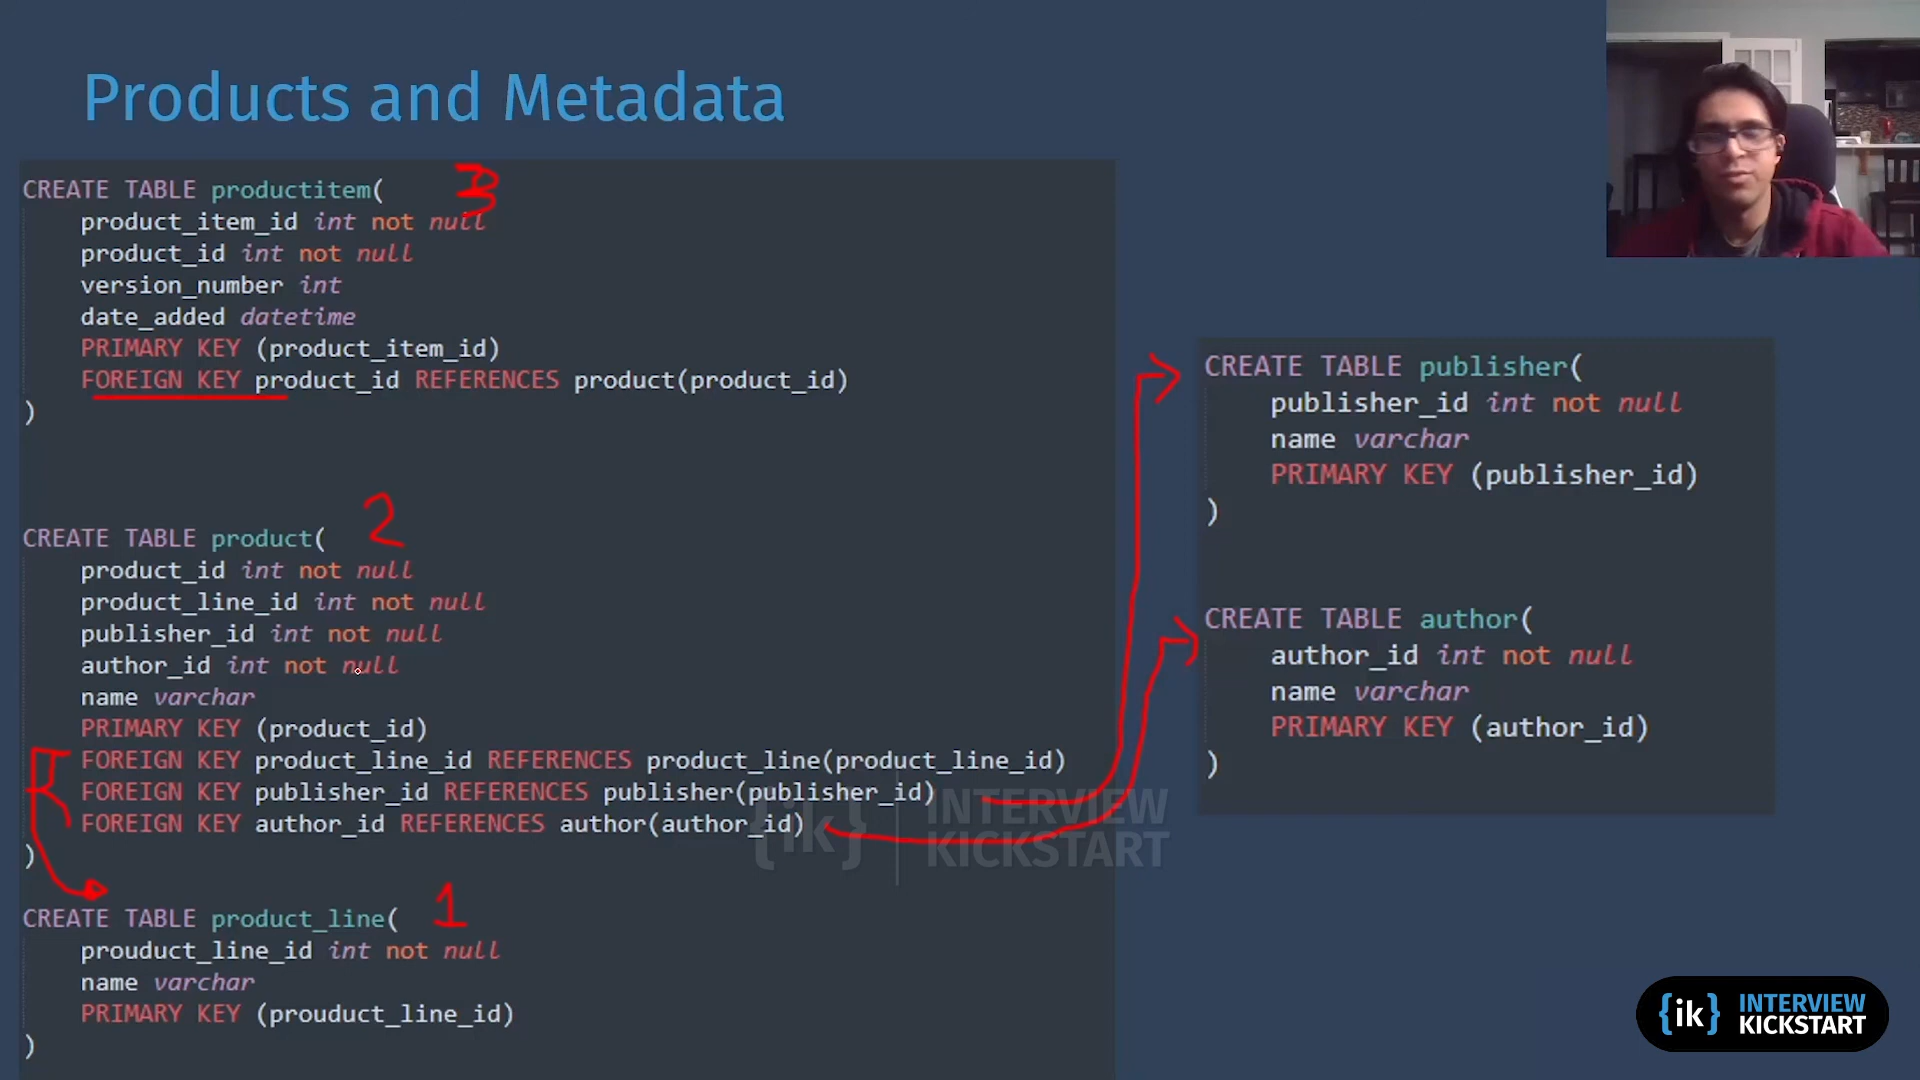 Products and Metadata
CREATE TABLE productitem(
3
product_item_id int not null
product_id int not null
version_number int
date_added datetime
PRIMARY KEY (product_item_id)
FOREIGN KEY product_id REFERENCES product(product_id)
)
CREATE TABLE product(
2
product_id int not null
product_line_id int not null
publisher_id int not null
author_id int not null
name varchar
PRIMARY KEY (product_id)
FOREIGN KEY product_line_id REFERENCES product_line(product_line_id)
FOREIGN KEY publisher_id REFERENCES publisher(publisher_id)
FOREIGN KEY author_id REFERENCES author(author_id)
)
CREATE TABLE product_line(
1
prouduct_line_id int not null
name varchar
PRIMARY KEY (prouduct_line_id)
)
CREATE TABLE publisher(
publisher_id int not null
name varchar
PRIMARY KEY (publisher_id)
)
CREATE TABLE author(
author_id int not null
name varchar
PRIMARY KEY (author_id)
)
{ik} INTERVIEW
KICKSTART
{ik} INTERVIEW
KICKSTART